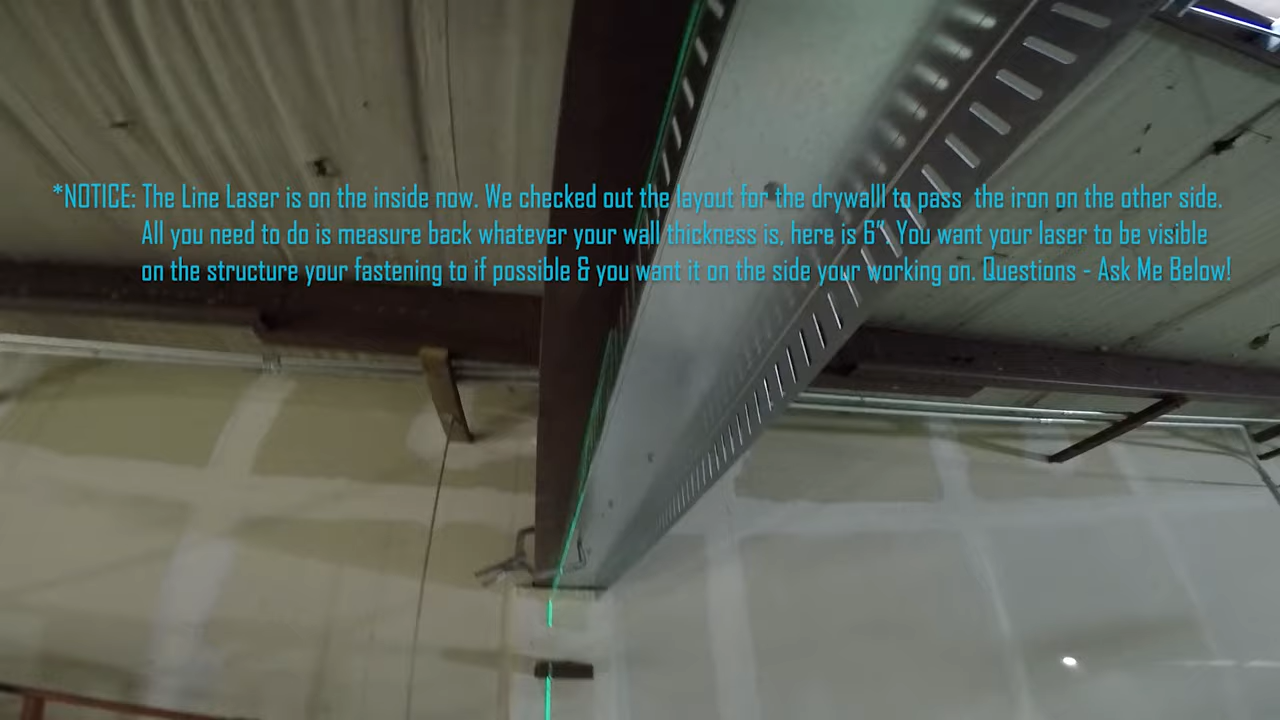 *NOTICE: The Line Laser is on the inside now. We checked out the layout for the drywalll to pass the iron on the other side.
All you need to do is measure back whatever your wall thickness is, here is 6". You want your laser to be visible
on the structure your fastening to if possible & you want it on the side your working on. Questions - Ask Me Below!